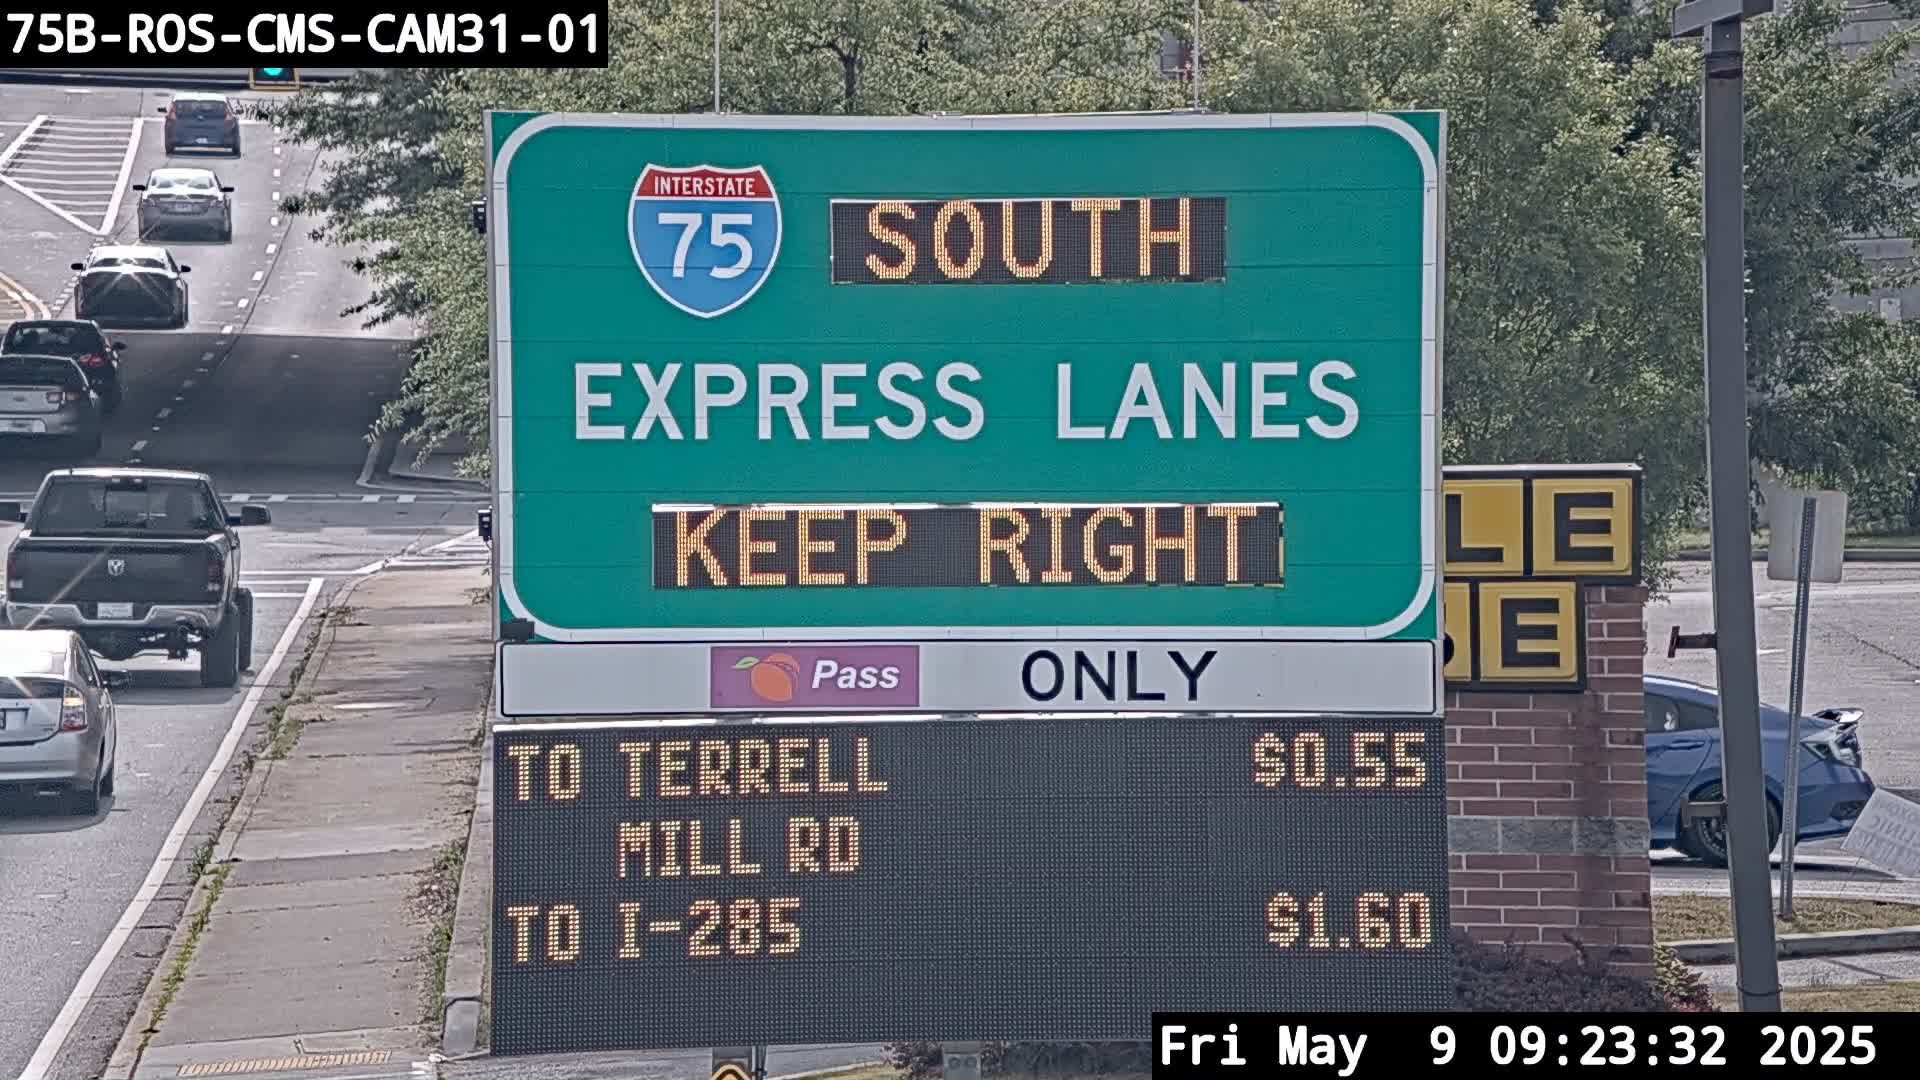 75B-ROS-CMS-CAM31-01
INTERSTATE
75
SOUTH
EXPRESS LANES
KEEP RIGHT
Pass ONLY
TO TERRELL $0.55
MILL RD
TO I-285 $1.60
LE
E
Fri May 9 09:23:32 2025